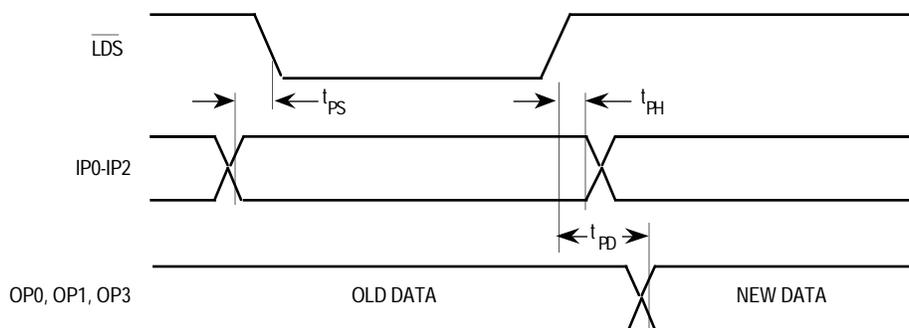 LDS
tPS
tPH
IP0-IP2
tPD
OP0, OP1, OP3
OLD DATA
NEW DATA